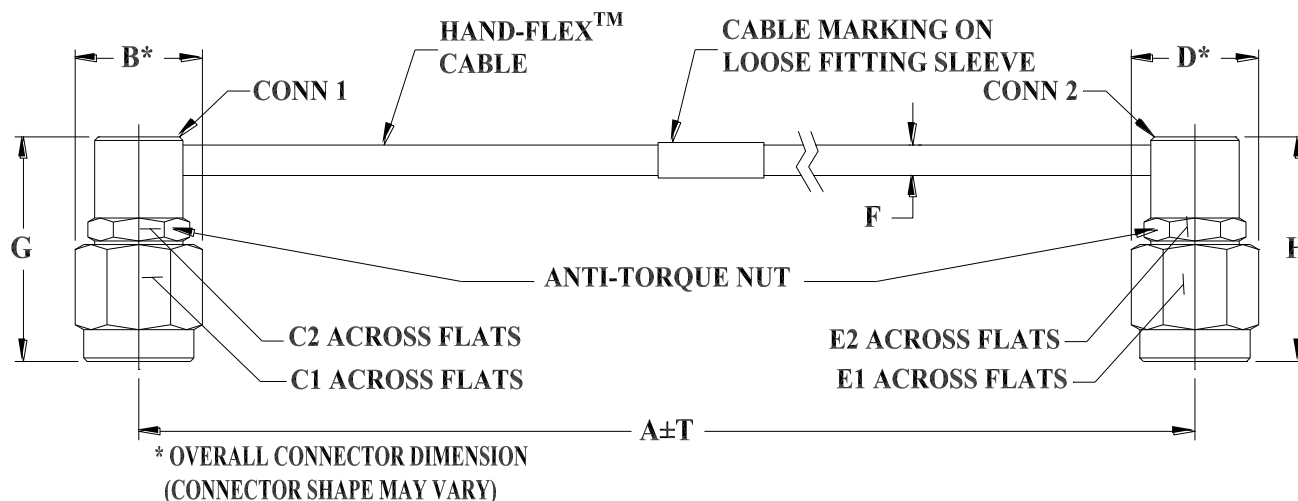 HAND-FLEX™
CABLE
CABLE MARKING ON
LOOSE FITTING SLEEVE
B*
D*
CONN 1
CONN 2
F
G
H
ANTI-TORQUE NUT
C2 ACROSS FLATS
E2 ACROSS FLATS
C1 ACROSS FLATS
E1 ACROSS FLATS
A±T
* OVERALL CONNECTOR DIMENSION
(CONNECTOR SHAPE MAY VARY)